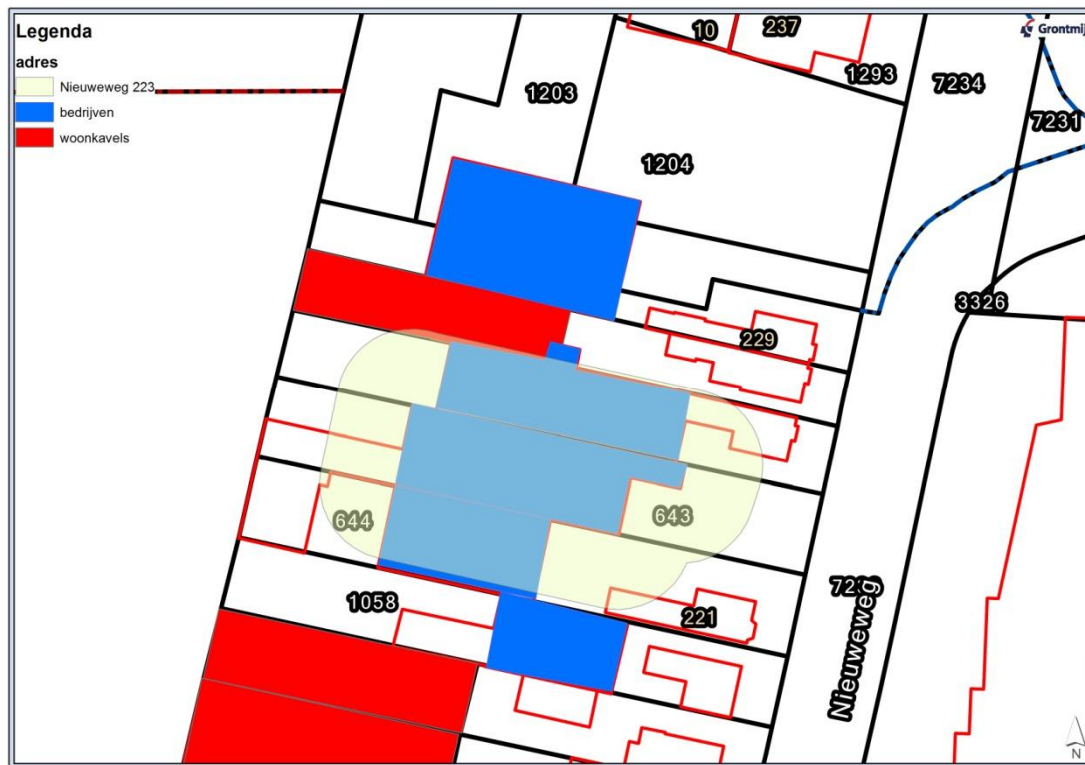 Legenda
adres
Nieuweweg 223
bedrijven
woonkavels
Grontmij
10
237
1293
7234
7231
1203
1204
3326
229
644
643
1058
221
Nieuweweg
N